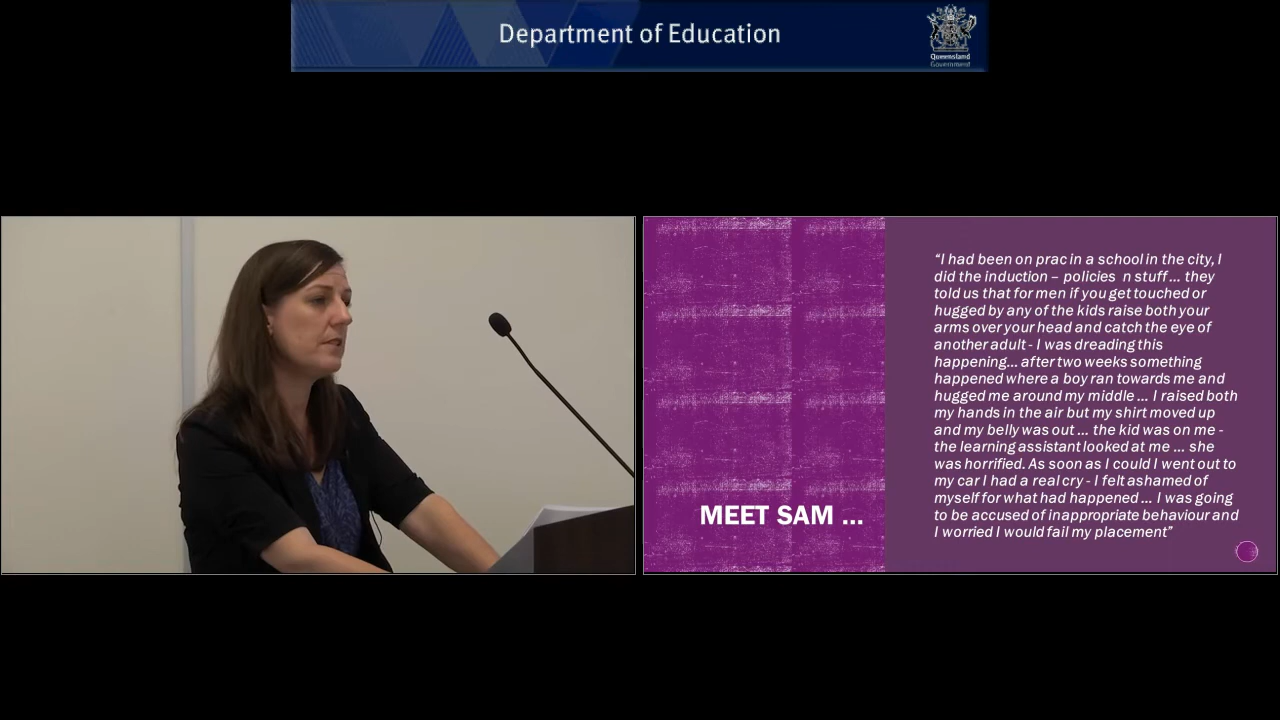 Department of Education
Queensland
Government
“I had been on prac in a school in the city, I
did the induction – policies n stuff ... they
told us that for men if you get touched or
hugged by any of the kids raise both your
arms over your head and catch the eye of
another adult - I was dreading this
happening... after two weeks something
happened where a boy ran towards me and
hugged me around my middle ... I raised both
my hands in the air but my shirt moved up
and my belly was out ... the kid was on me -
the learning assistant looked at me ... she
was horrified. As soon as I could I went out to
my car I had a real cry - I felt ashamed of
myself for what had happened ... I was going
to be accused of inappropriate behaviour and
I worried I would fail my placement”
MEET SAM ...